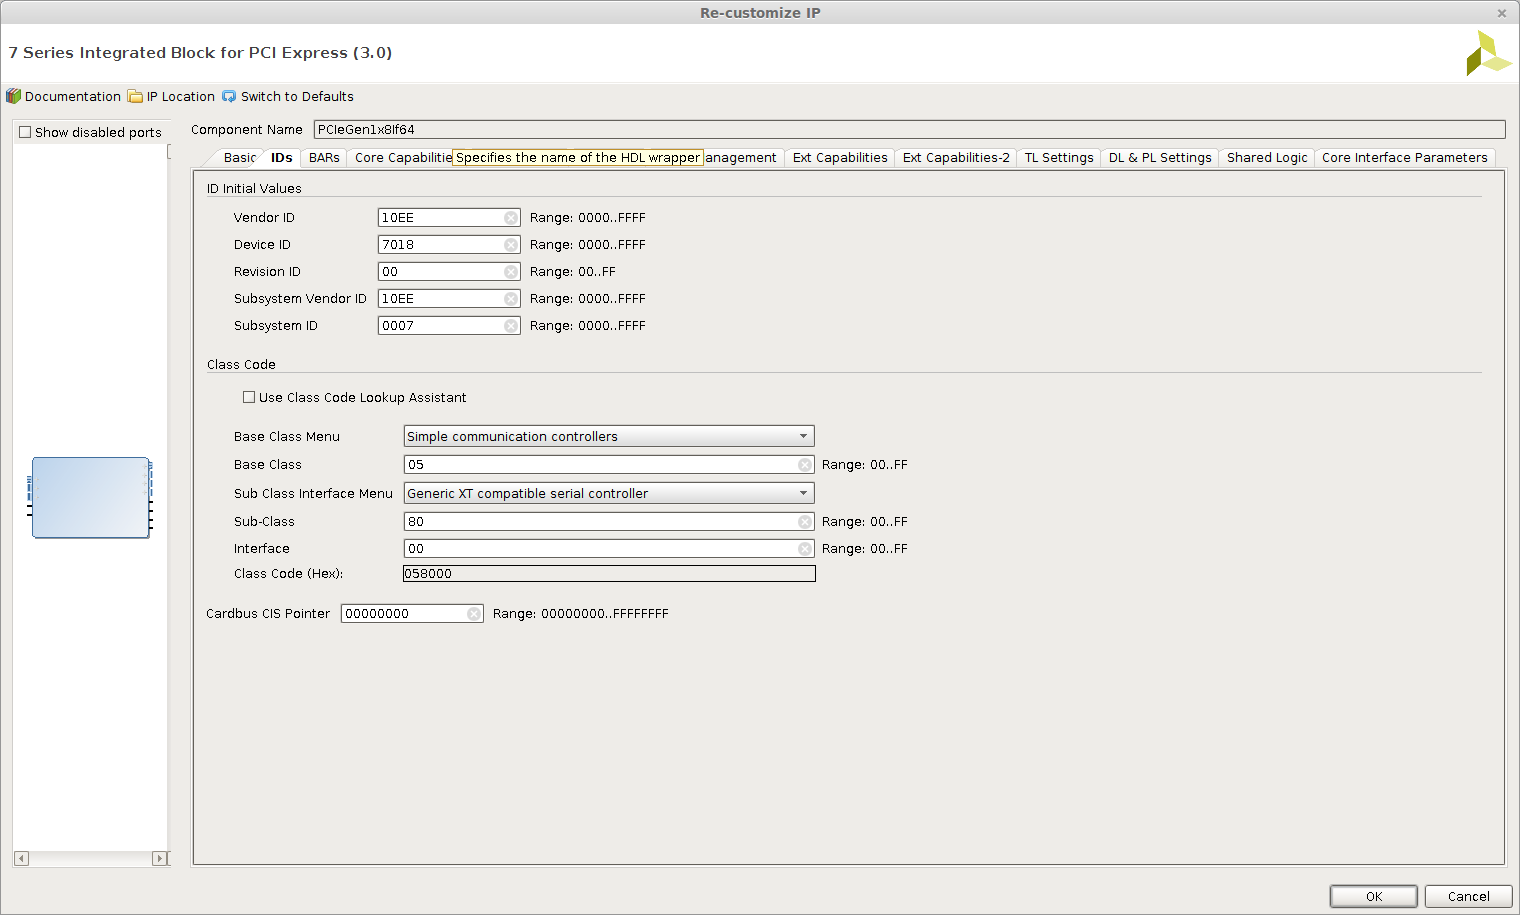 Re-customize IP
7 Series Integrated Block for PCI Express (3.0)
Documentation IP Location Switch to Defaults
Show disabled ports
Component Name PCIeGen1x8If64
Basic IDs BARs Core Capabilitie Specifies the name of the HDL wrapper anagement Ext Capabilities Ext Capabilities-2 TL Settings DL & PL Settings Shared Logic Core Interface Parameters
ID Initial Values
Vendor ID 10EE Range: 0000..FFFF
Device ID 7018 Range: 0000..FFFF
Revision ID 00 Range: 00..FF
Subsystem Vendor ID 10EE Range: 0000..FFFF
Subsystem ID 0007 Range: 0000..FFFF
Class Code
Use Class Code Lookup Assistant
Base Class Menu Simple communication controllers
Base Class 05 Range: 00..FF
Sub Class Interface Menu Generic XT compatible serial controller
Sub-Class 80 Range: 00..FF
Interface 00 Range: 00..FF
Class Code (Hex): 058000
Cardbus CIS Pointer 00000000 Range: 00000000..FFFFFFFF
OK Cancel